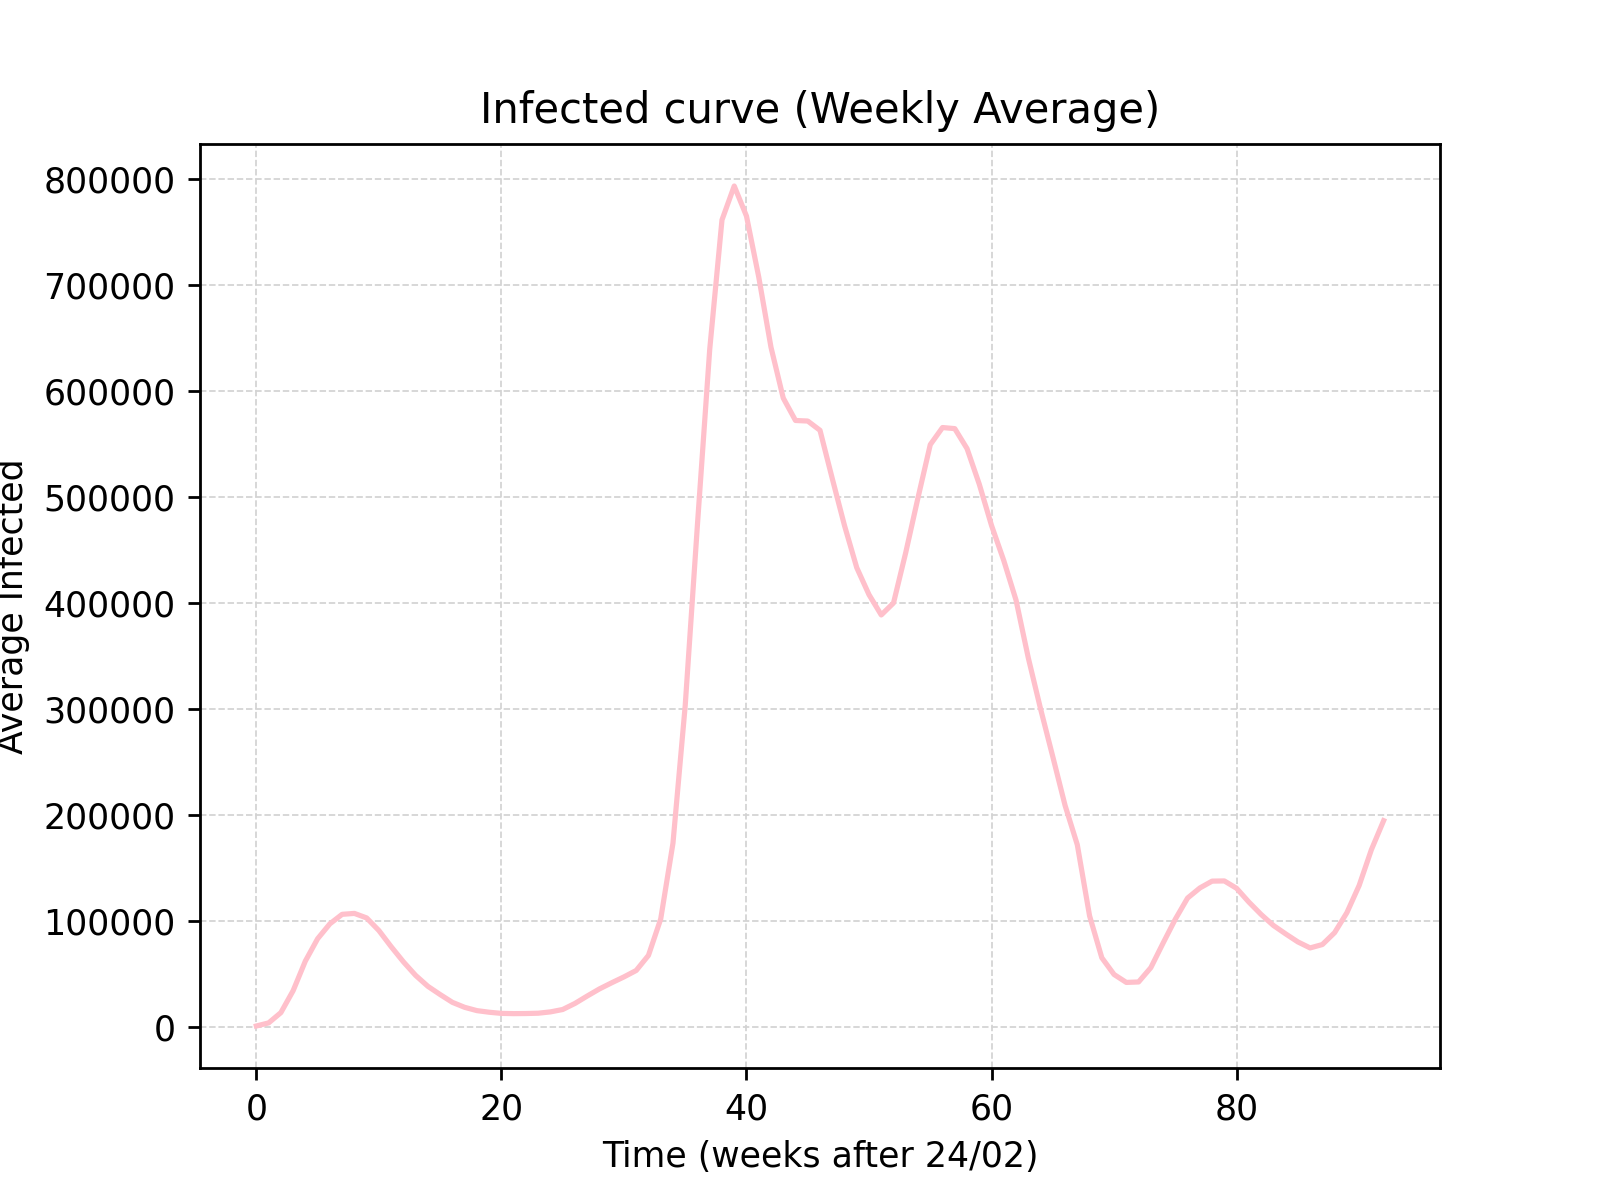 Infected curve (Weekly Average)
800000
700000
600000
500000
400000
300000
200000
100000
0
Average Infected
0 20 40 60 80
Time (weeks after 24/02)